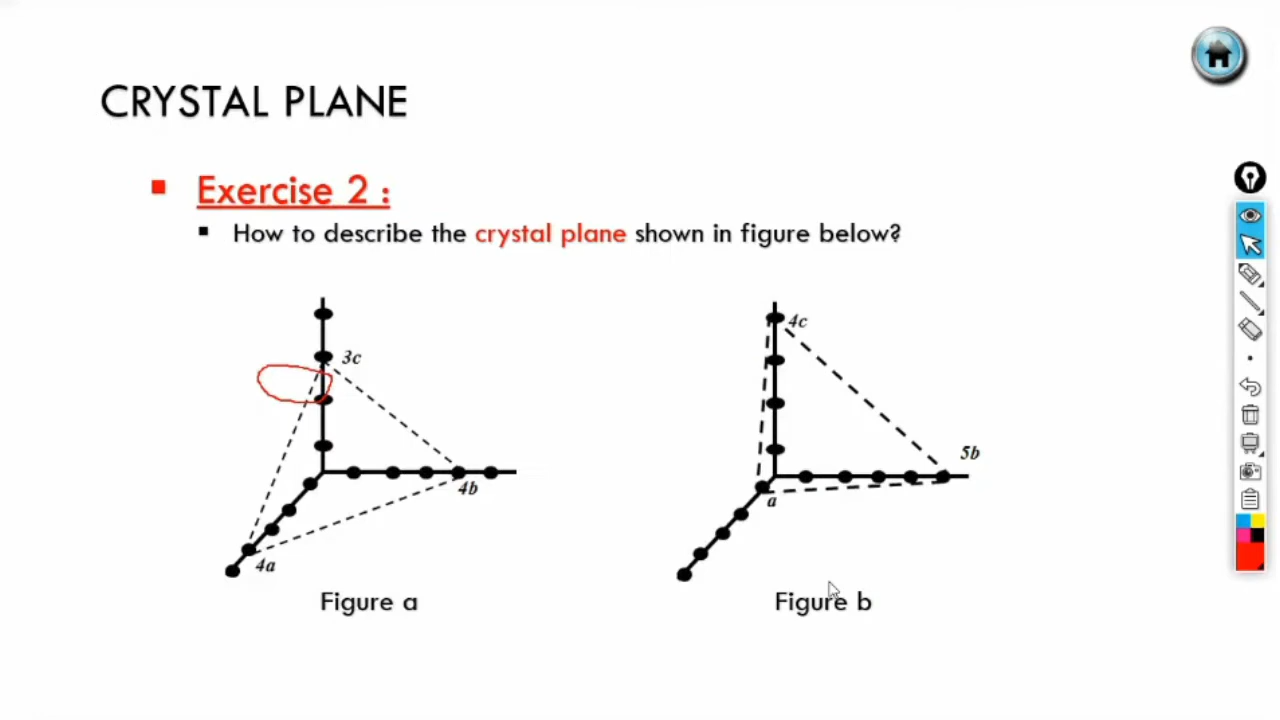 CRYSTAL PLANE
Exercise 2 :
How to describe the crystal plane shown in figure below?
3c
4b
4a
Figure a
4c
5b
a
Figure b